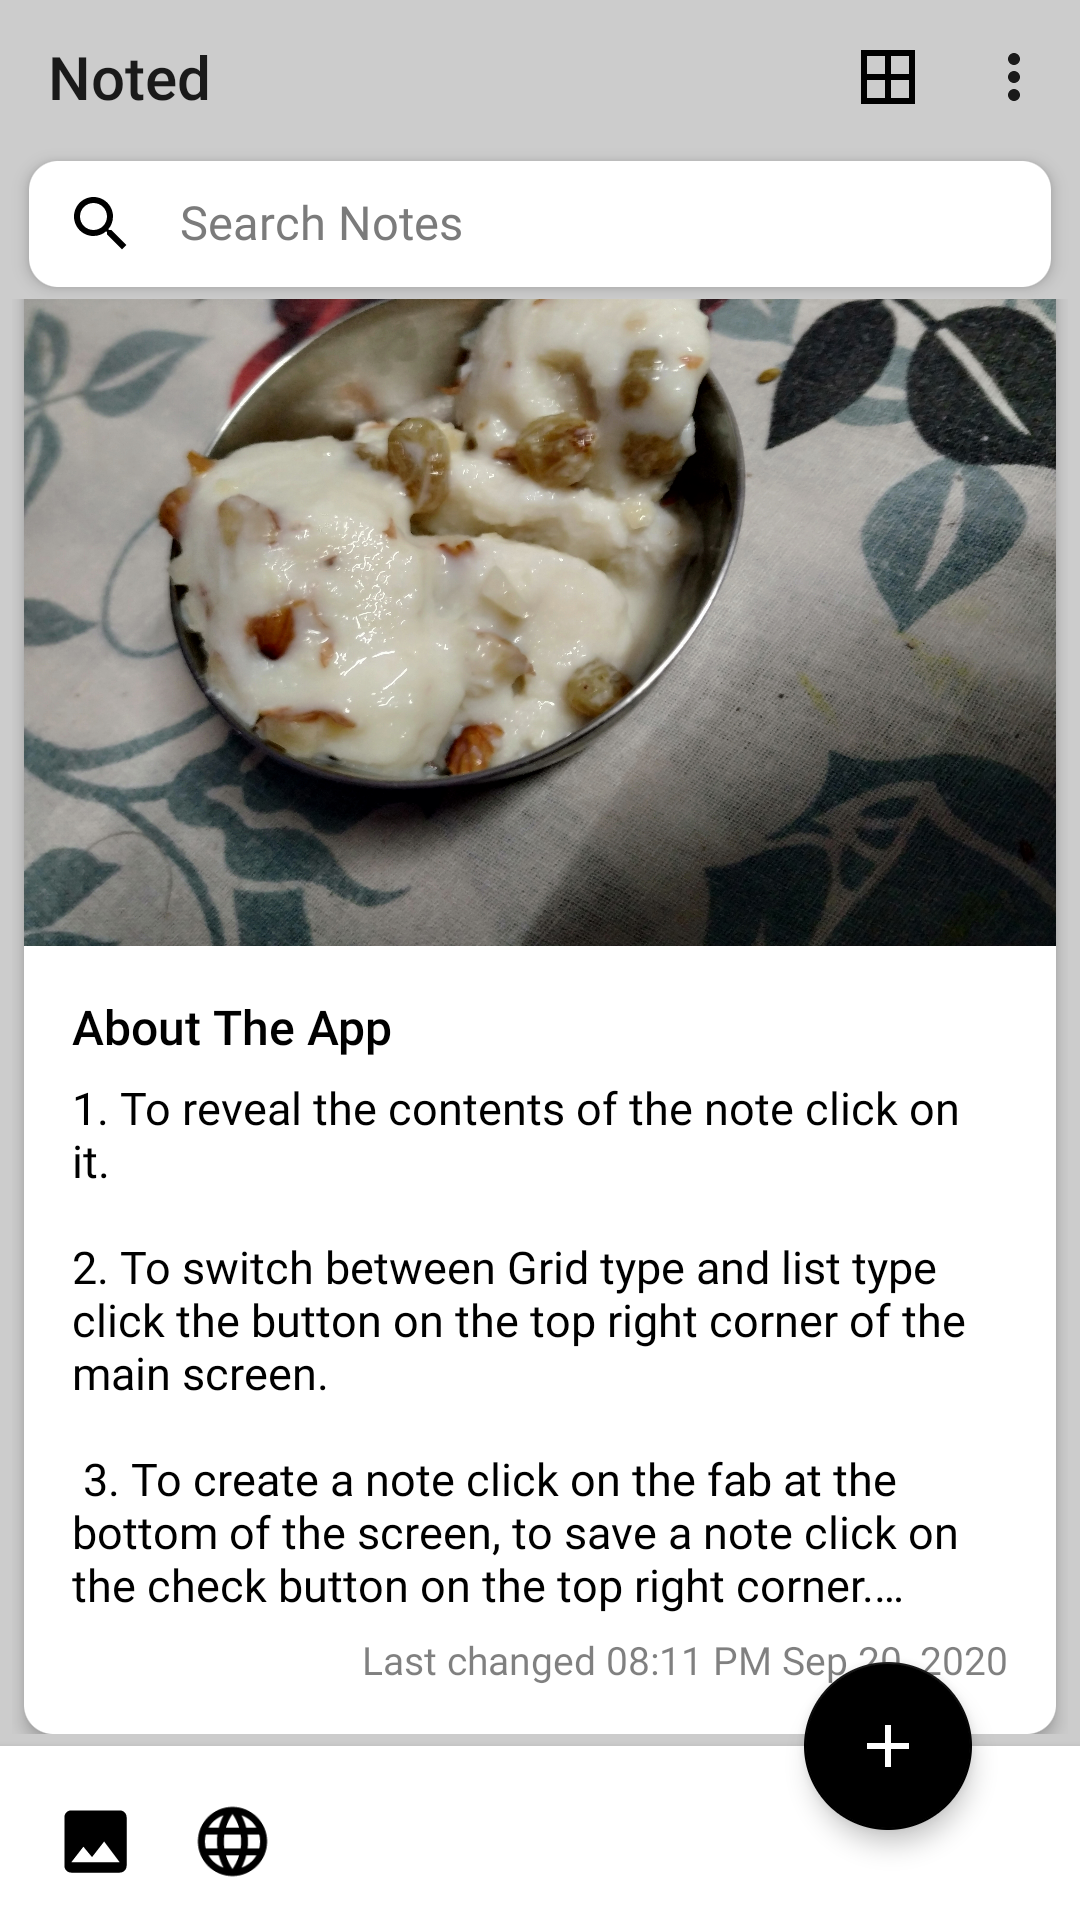 Noted
Search Notes
About The App
1. To reveal the contents of the note click on
it.
2. To switch between Grid type and list type
click the button on the top right corner of the
main screen.
3. To create a note click on the fab at the
bottom of the screen, to save a note click on
the check button on the top right corner....
Last changed 08:11 PM Sep 20, 2020